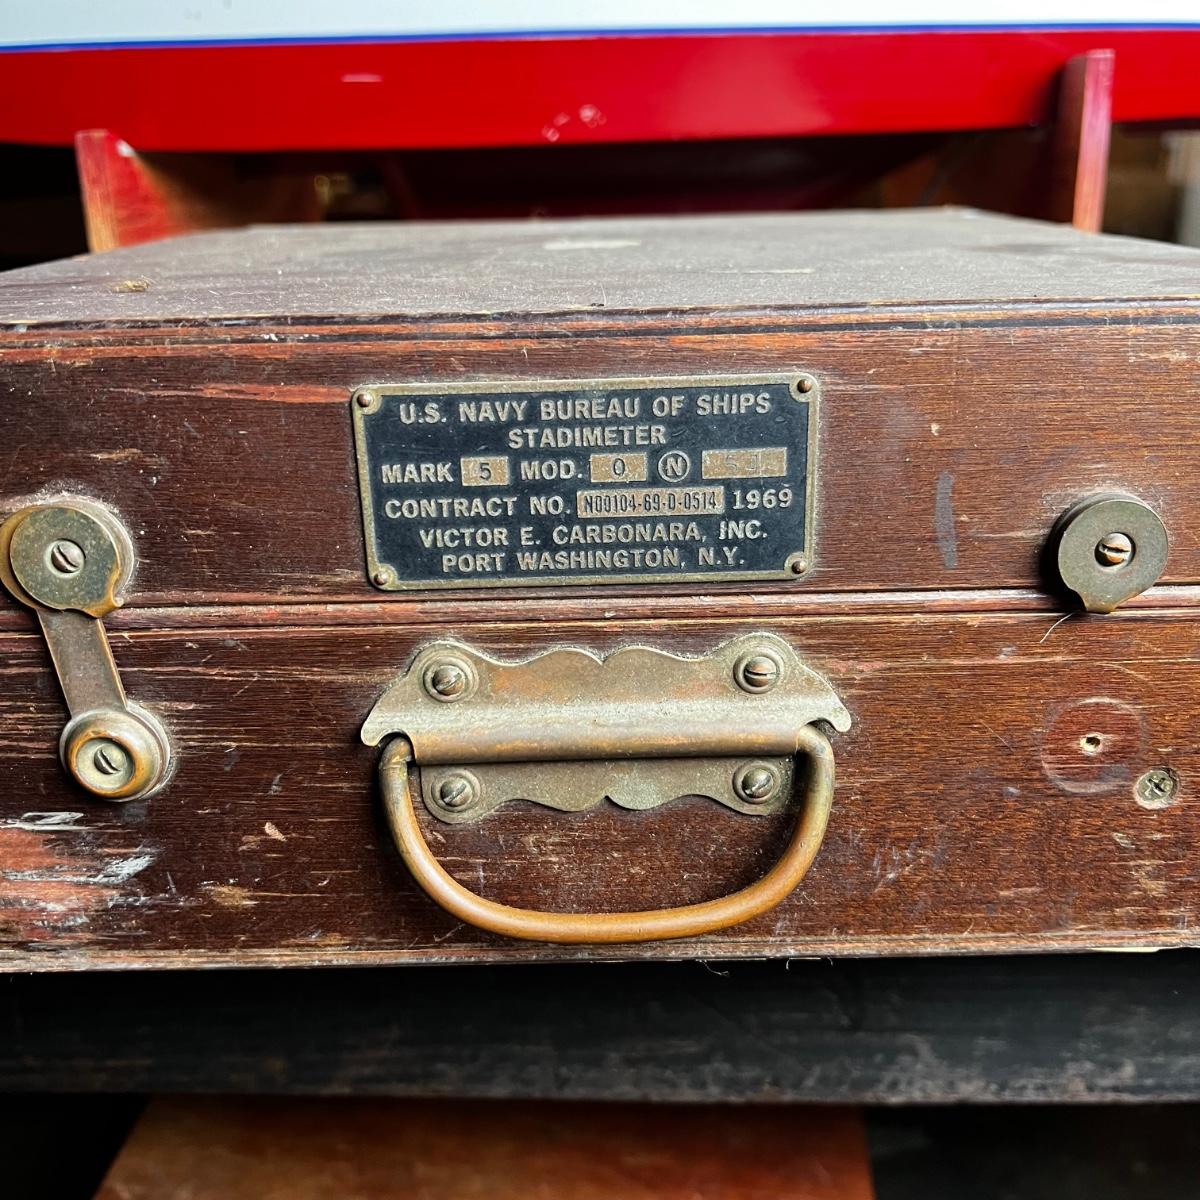 U.S. NAVY BUREAU OF SHIPS
STADIMETER
MARK 5 MOD. 0 N
CONTRACT NO. N00104-69-D-0514 1969
VICTOR E. CARBONARA, INC.
PORT WASHINGTON, N.Y.